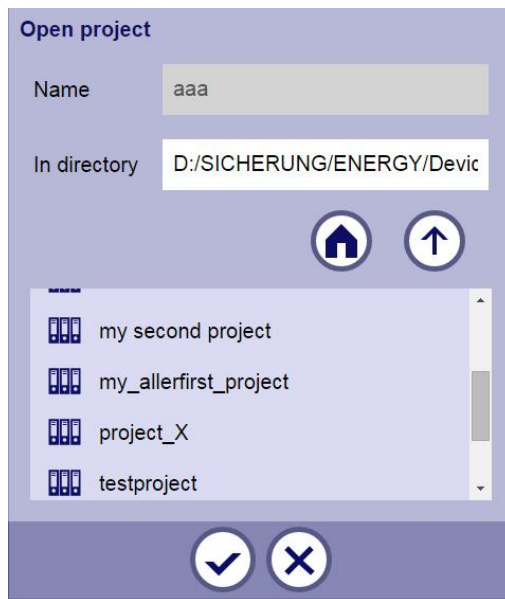 Open project
Name aaa
In directory D:/SICHERUNG/ENERGY/Devic
my second project
my_allerfirst_project
project_X
testproject